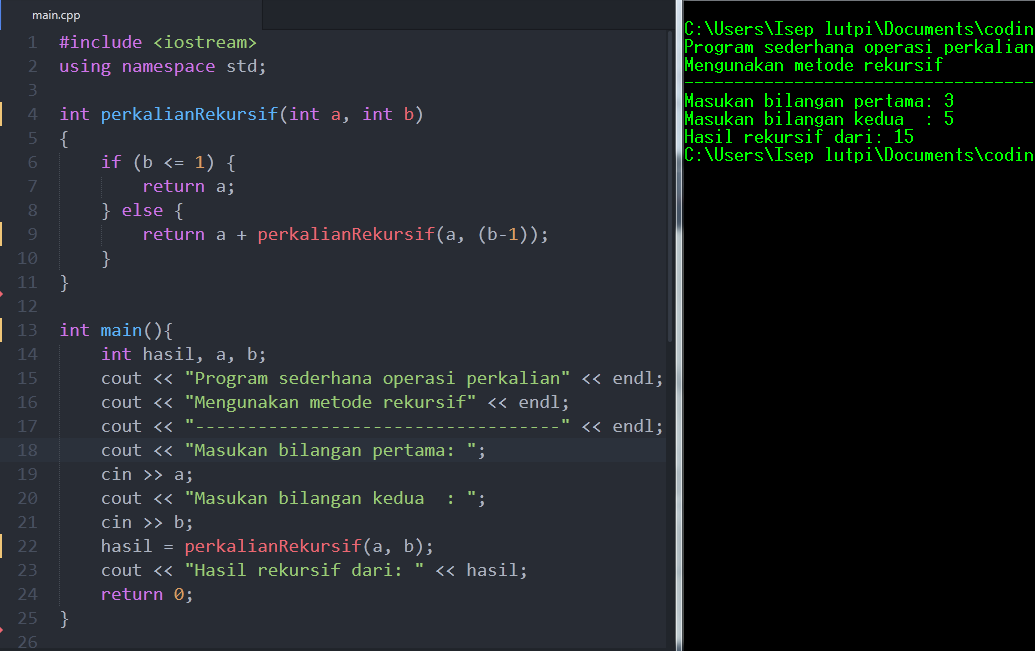 main.cpp
1 #include <iostream>
2 using namespace std;
3
4 int perkalianRekursif(int a, int b)
5 {
6 if (b <= 1) {
7 return a;
8 } else {
9 return a + perkalianRekursif(a, (b-1));
10 }
11 }
12
13 int main(){
14 int hasil, a, b;
15 cout << "Program sederhana operasi perkalian" << endl;
16 cout << "Mengunakan metode rekursif" << endl;
17 cout << "-----------------------------------" << endl;
18 cout << "Masukan bilangan pertama: ";
19 cin >> a;
20 cout << "Masukan bilangan kedua  : ";
21 cin >> b;
22 hasil = perkalianRekursif(a, b);
23 cout << "Hasil rekursif dari: " << hasil;
24 return 0;
25 }
26
C:\Users\Isep lutpi\Documents\codin
Program sederhana operasi perkalian
Mengunakan metode rekursif
-----------------------------------
Masukan bilangan pertama: 3
Masukan bilangan kedua  : 5
Hasil rekursif dari: 15
C:\Users\Isep lutpi\Documents\codin